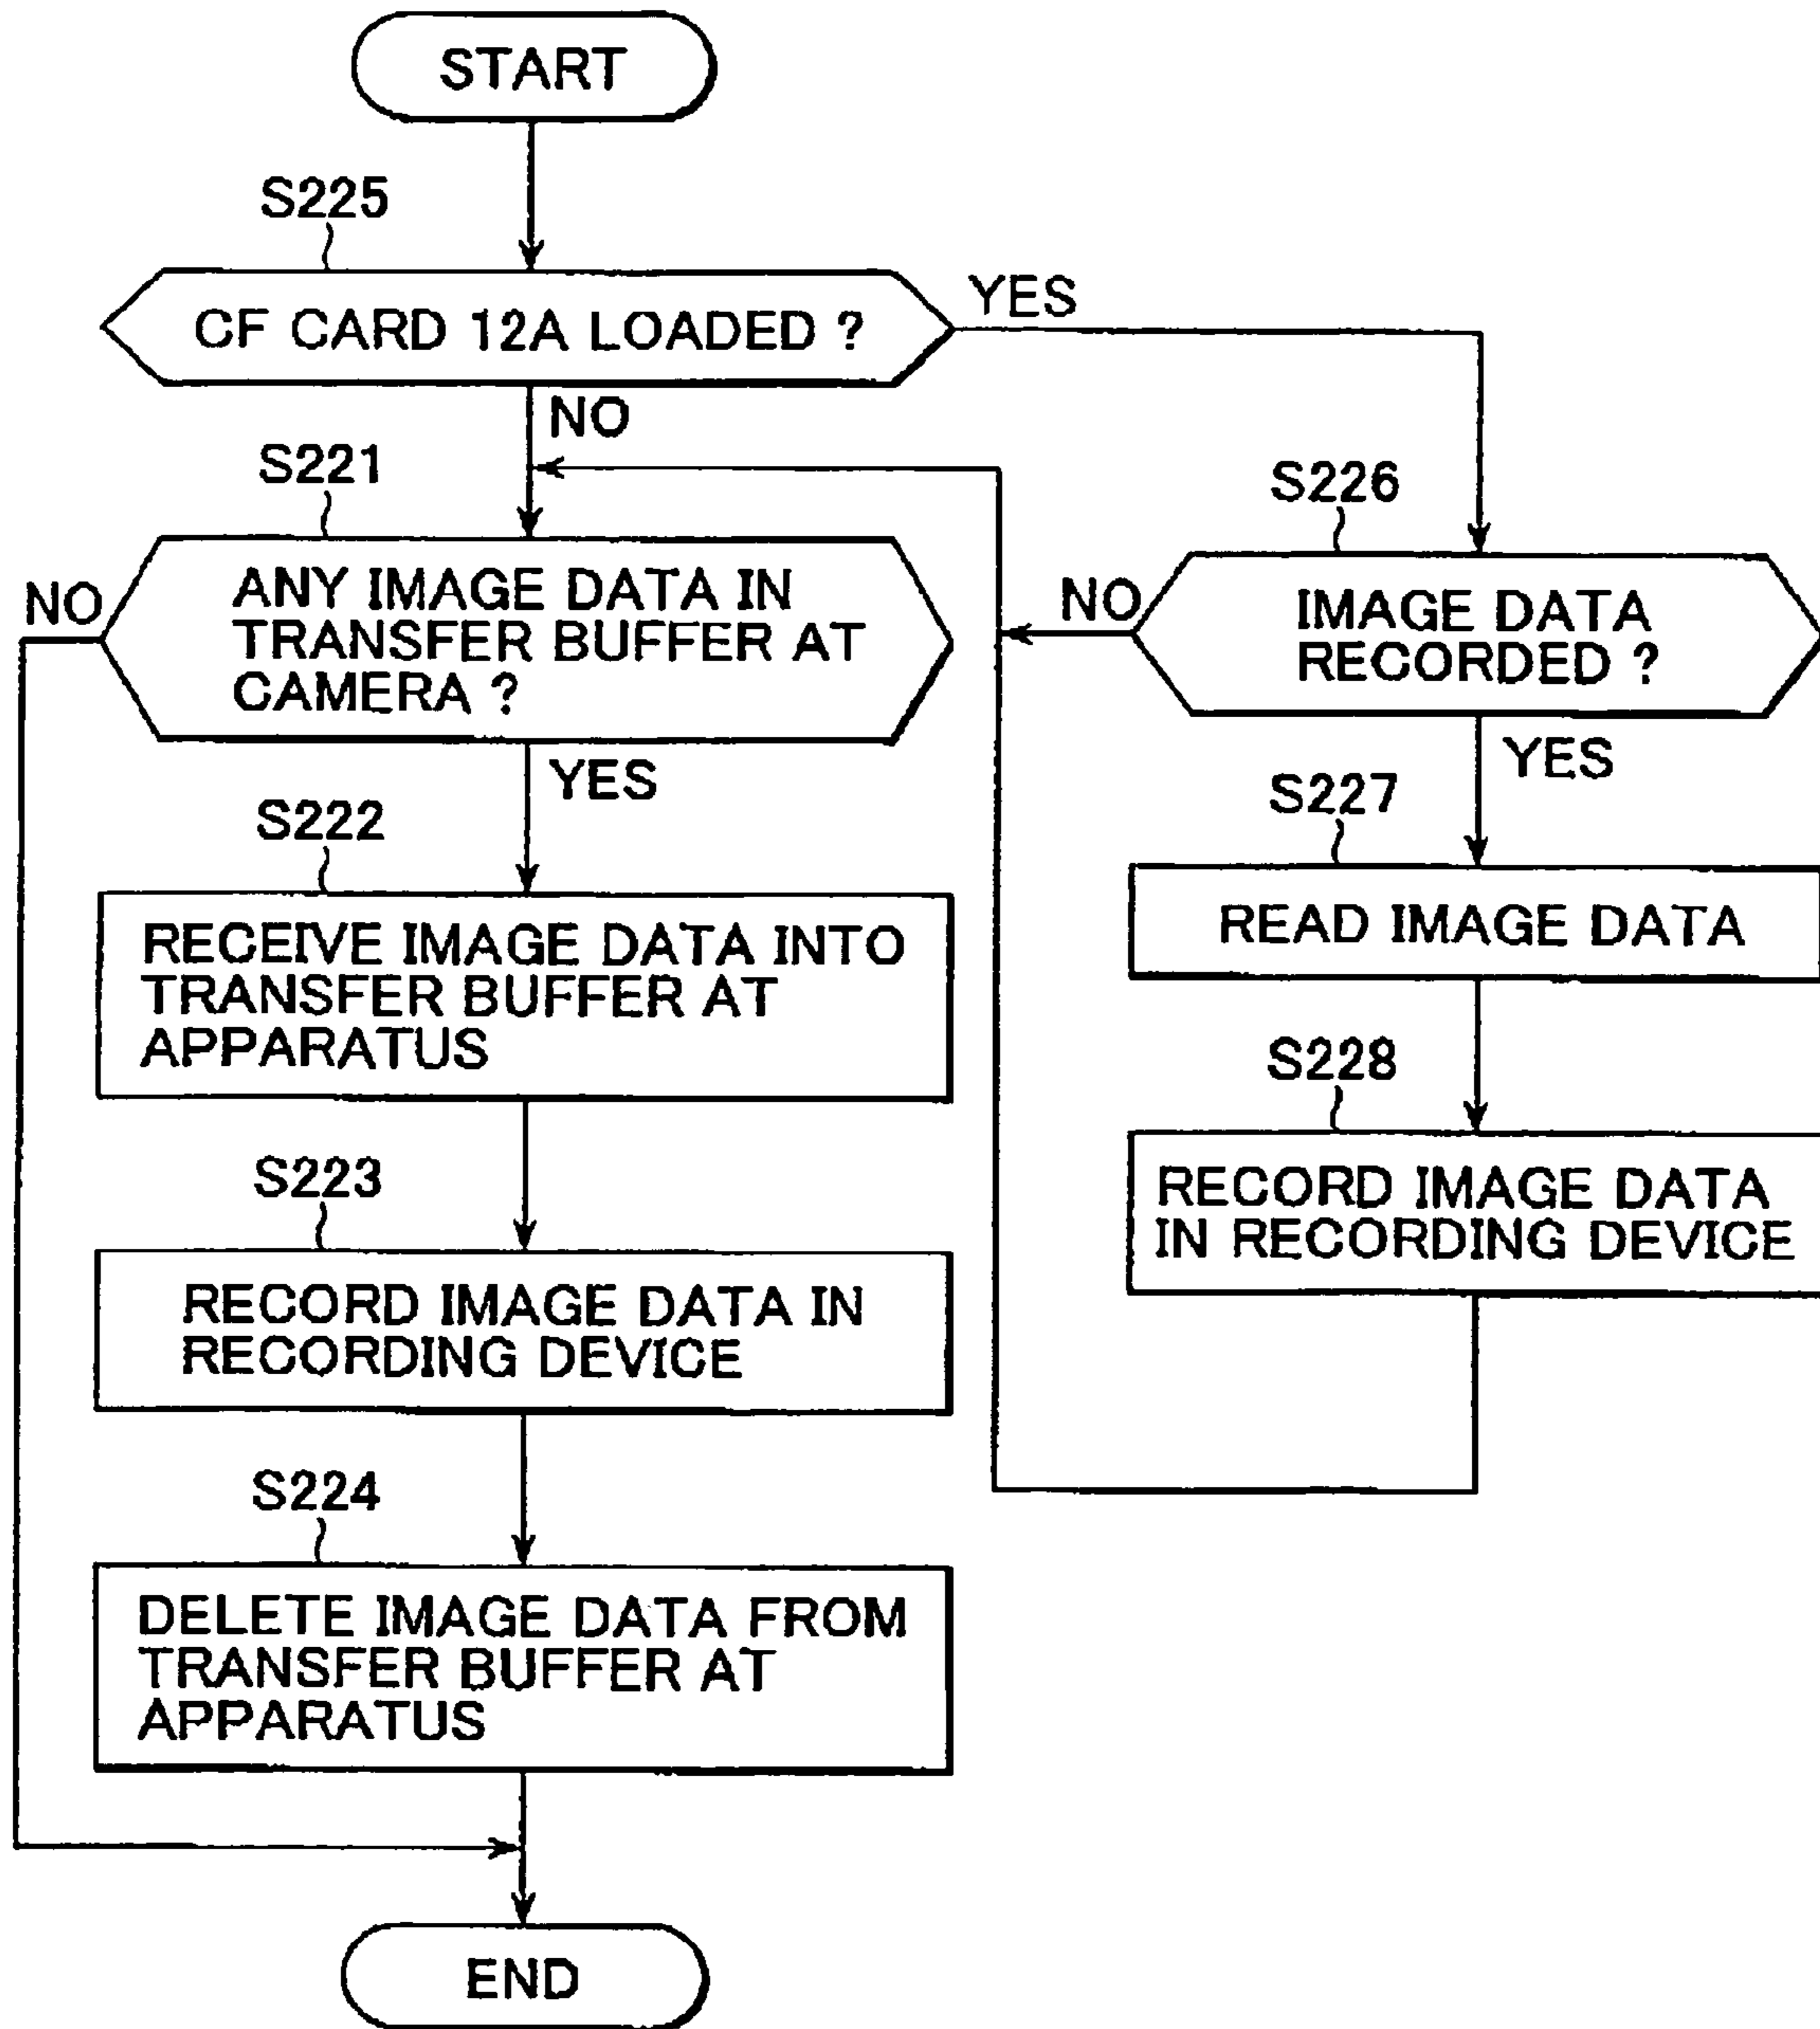 START
S225
CF CARD 12A LOADED ?
YES
NO
S221
ANY IMAGE DATA IN
TRANSFER BUFFER AT
CAMERA ?
NO
YES
S222
RECEIVE IMAGE DATA INTO
TRANSFER BUFFER AT
APPARATUS
S223
RECORD IMAGE DATA IN
RECORDING DEVICE
S224
DELETE IMAGE DATA FROM
TRANSFER BUFFER AT
APPARATUS
END
S226
IMAGE DATA
RECORDED ?
NO
YES
S227
READ IMAGE DATA
S228
RECORD IMAGE DATA
IN RECORDING DEVICE